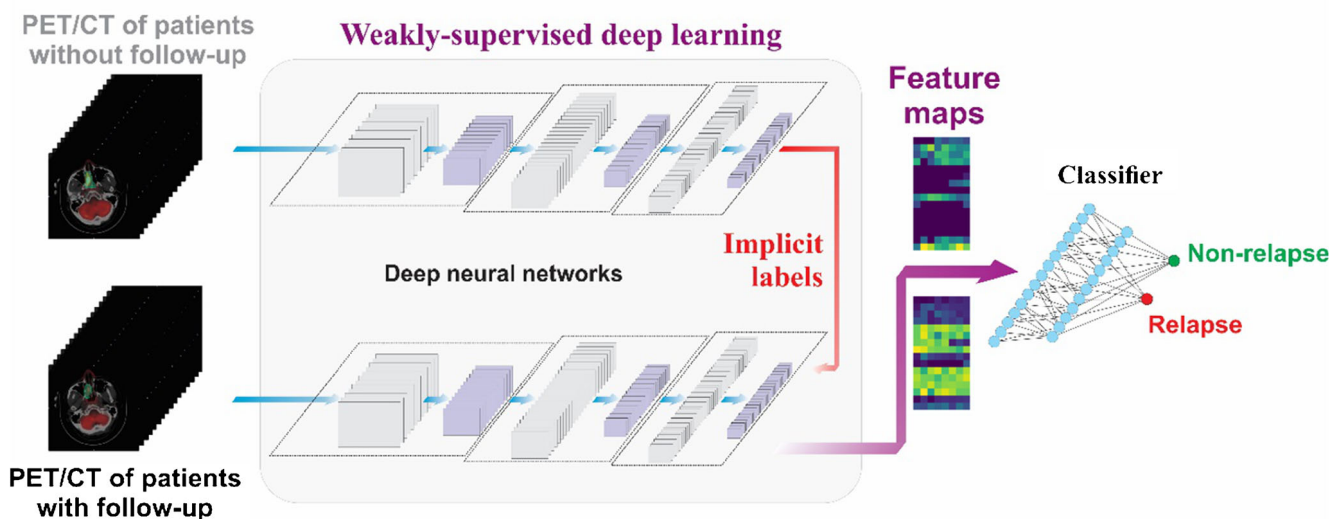 PET/CT of patients
without follow-up
Weakly-supervised deep learning
Feature
maps
Classifier
Implicit
labels
Deep neural networks
Non-relapse
Relapse
PET/CT of patients
with follow-up